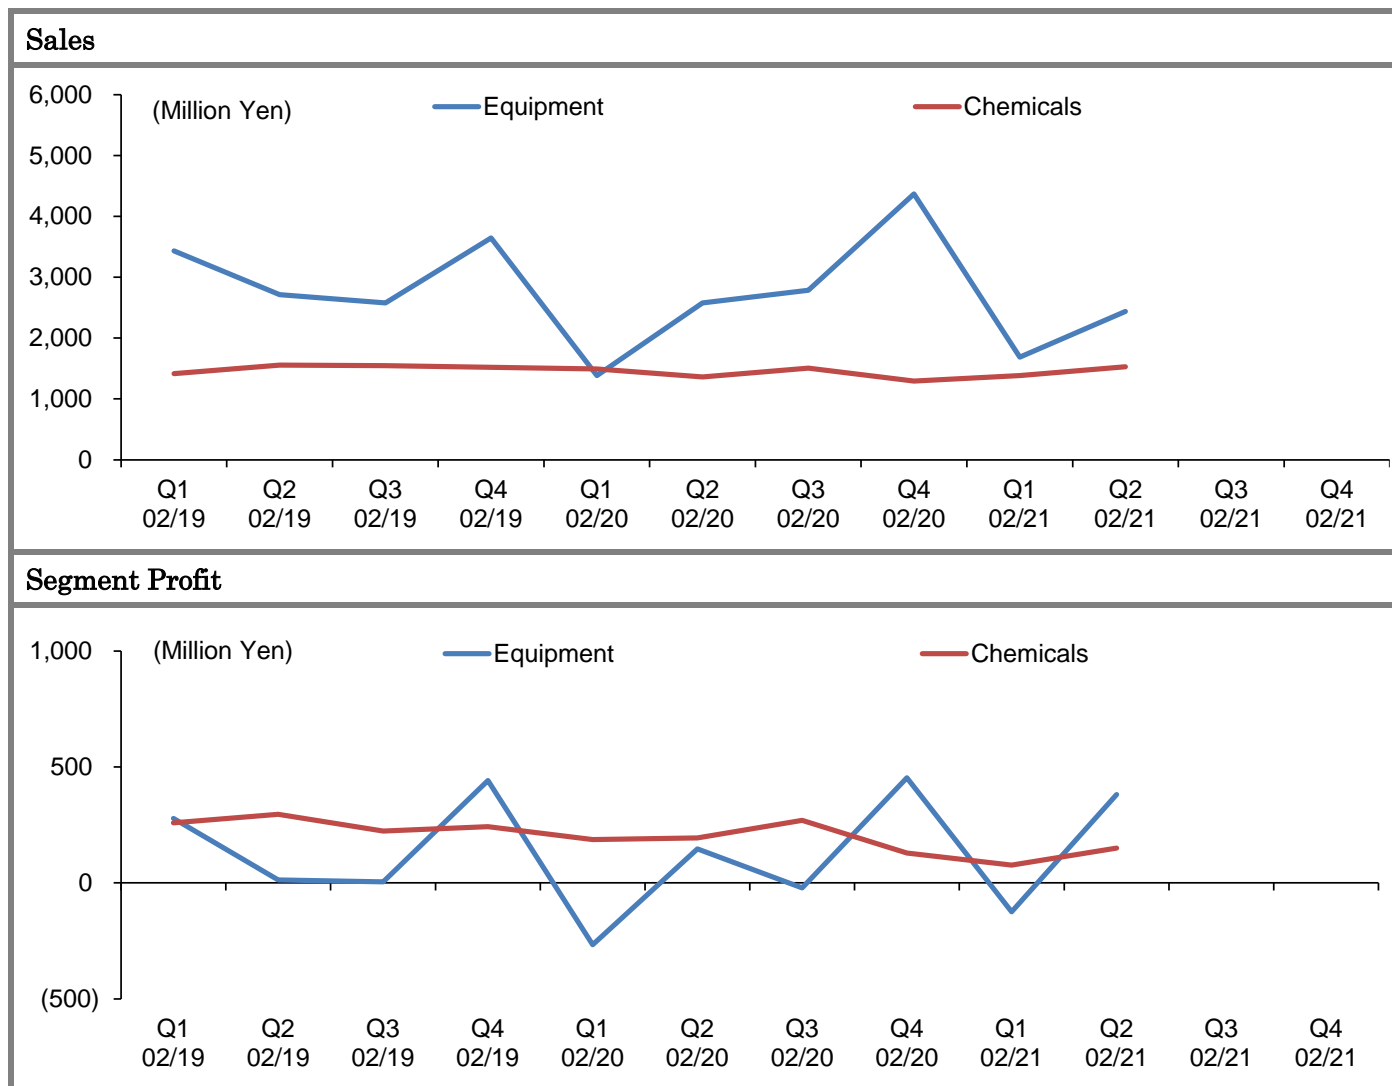 Sales
(Million Yen) Equipment Chemicals
6,000
5,000
4,000
3,000
2,000
1,000
0
Q1 Q2 Q3 Q4 Q1 Q2 Q3 Q4 Q1 Q2 Q3 Q4
02/19 02/19 02/19 02/19 02/20 02/20 02/20 02/20 02/21 02/21 02/21 02/21
Segment Profit
(Million Yen) Equipment Chemicals
1,000
500
0
(500)
Q1 Q2 Q3 Q4 Q1 Q2 Q3 Q4 Q1 Q2 Q3 Q4
02/19 02/19 02/19 02/19 02/20 02/20 02/20 02/20 02/21 02/21 02/21 02/21